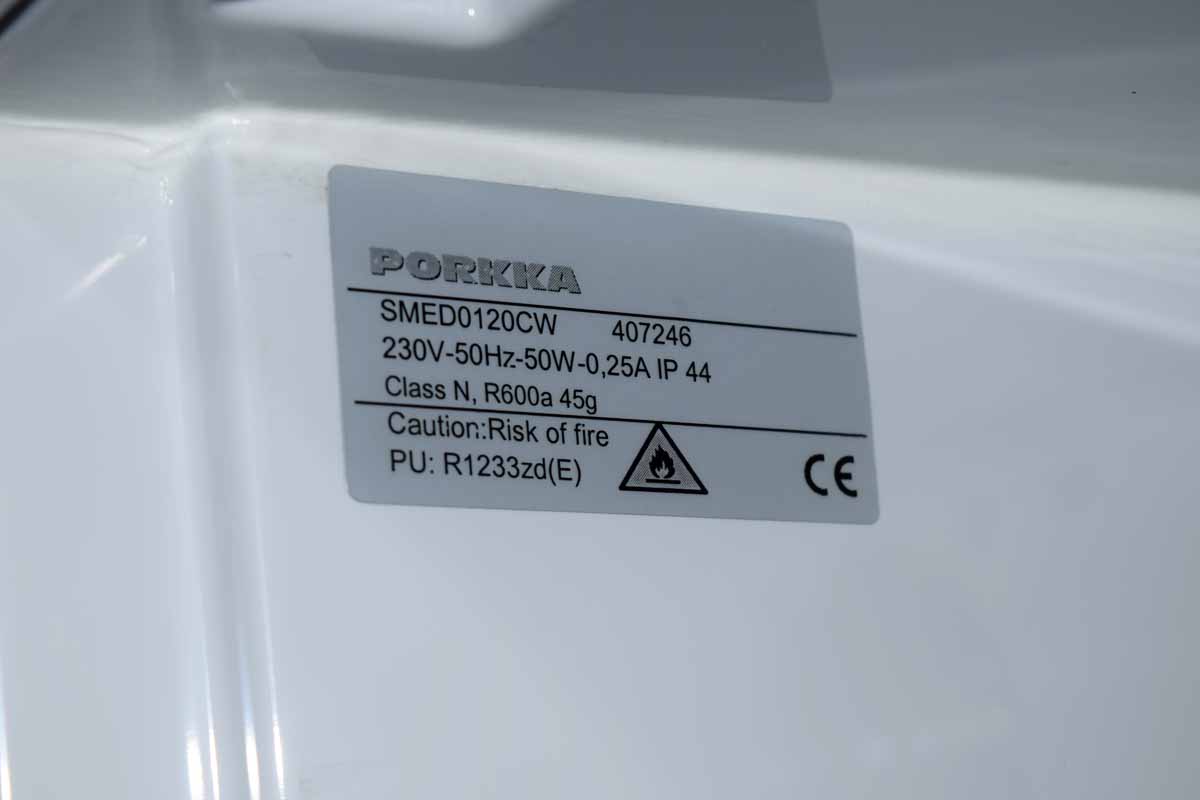 PORKKA
SMED0120CW 407246
230V-50Hz-50W-0,25A IP 44
Class N, R600a 45g
Caution:Risk of fire
PU: R1233zd(E)
CE